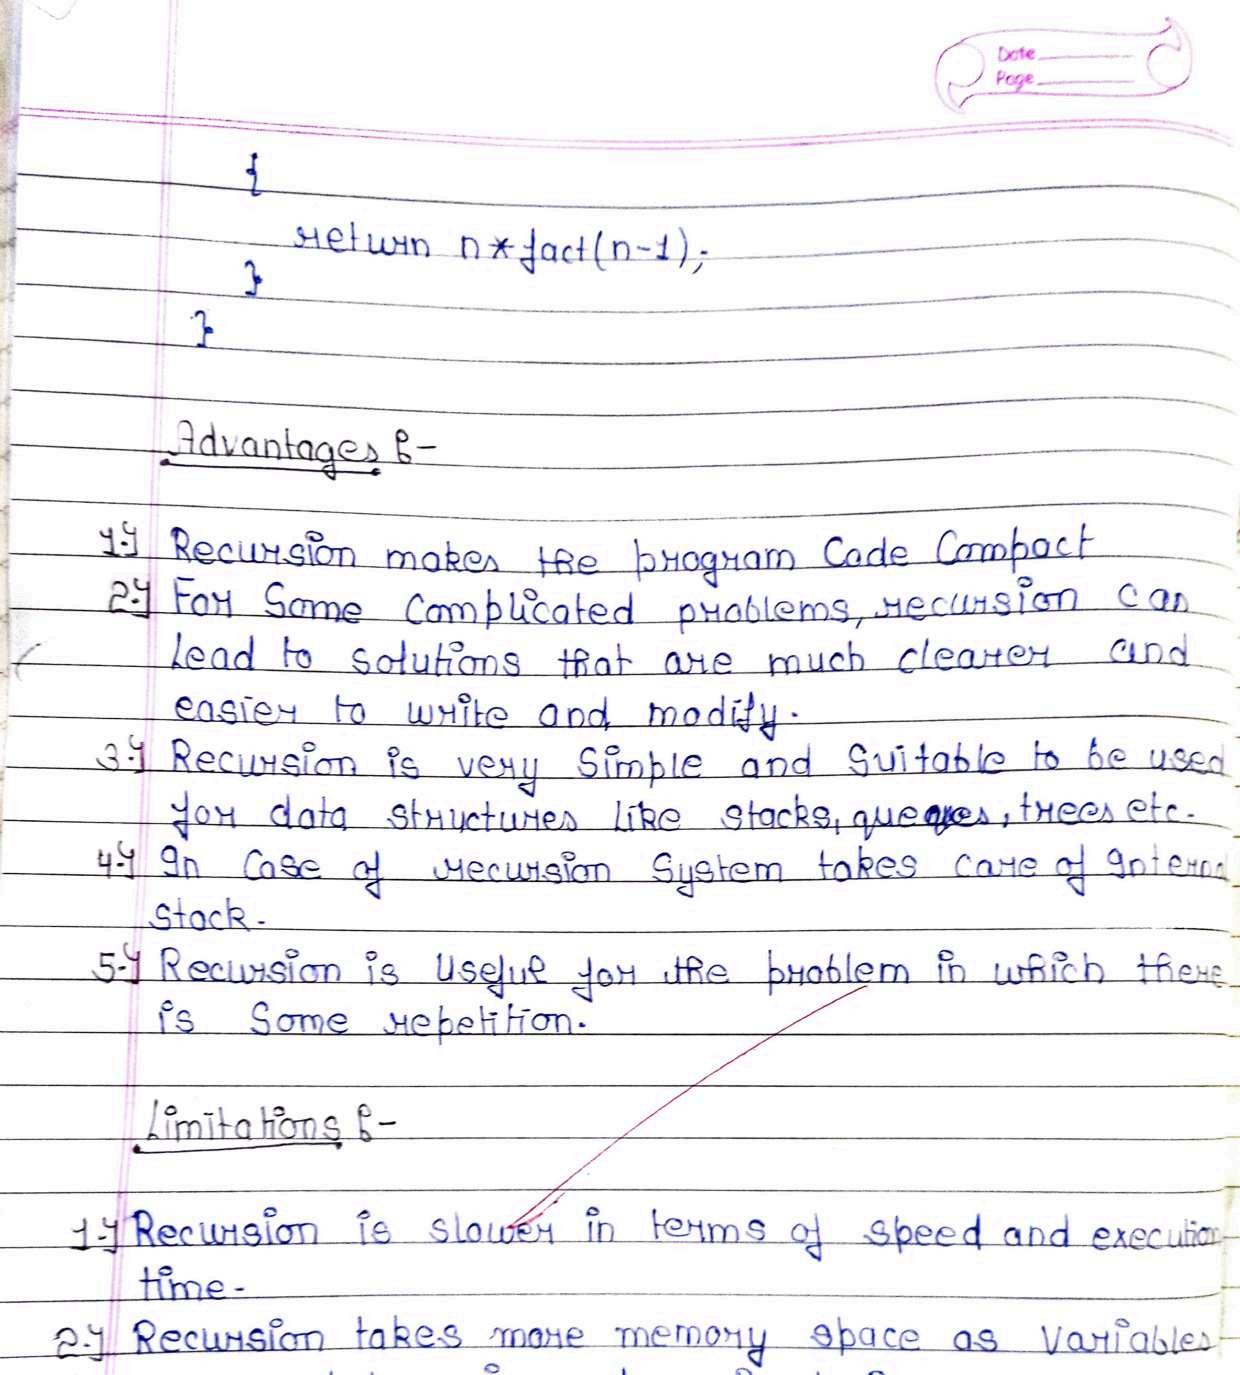 Date
Page
{
return n*fact(n-1);
}
}
Advantages :-
1.) Recursion makes the program Code Compact
2.) For Some Complicated problems, recursion can
Lead to solutions that are much clearer and
easier to write and modify.
3.) Recursion is very Simple and Suitable to be used
for data structures like stacks, queues, trees etc.
4.) In Case of recursion System takes care of Internal
Stack.
5.) Recursion is Useful for the problem in which there
is Some repetition.
Limitations :-
1.) Recursion is slower in terms of speed and execution
time.
2.) Recursion takes more memory space as Variables